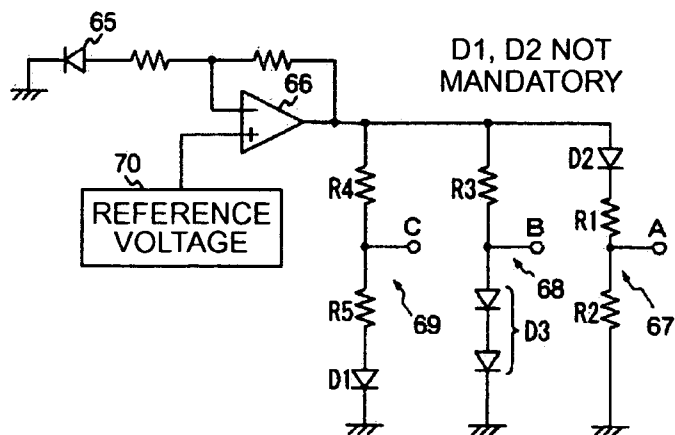 65
D1, D2 NOT
MANDATORY
66
70
REFERENCE
VOLTAGE
D2
R4
R3
R1
C
B
A
R5
69
68
D3
R2
67
D1